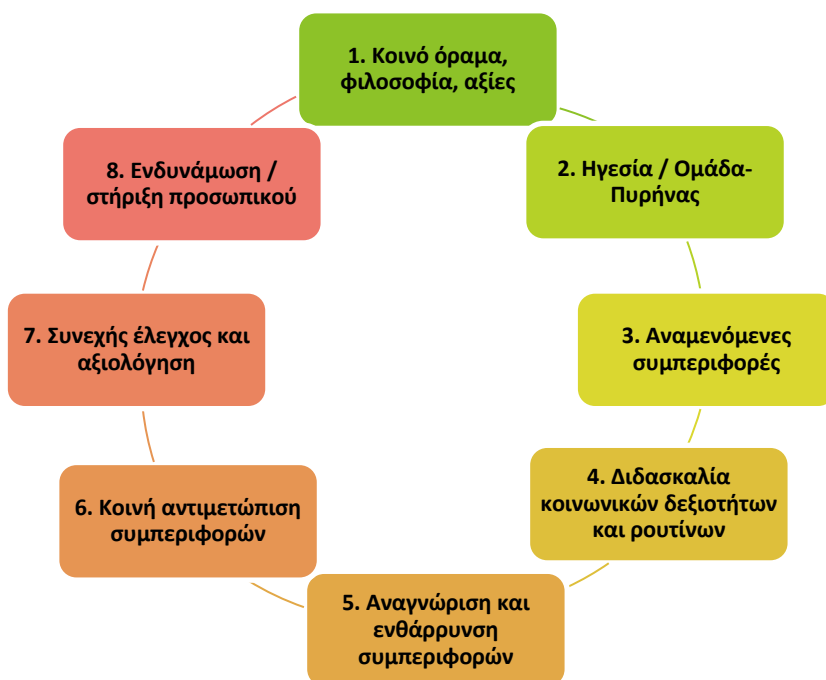 1. Κοινό όραμα,
φιλοσοφία, αξίες
2. Ηγεσία / Ομάδα-
Πυρήνας
3. Αναμενόμενες
συμπεριφορές
4. Διδασκαλία
κοινωνικών δεξιοτήτων
και ρουτίνων
5. Αναγνώριση και
ενθάρρυνση
συμπεριφορών
6. Κοινή αντιμετώπιση
συμπεριφορών
7. Συνεχής έλεγχος και
αξιολόγηση
8. Ενδυνάμωση /
στήριξη προσωπικού